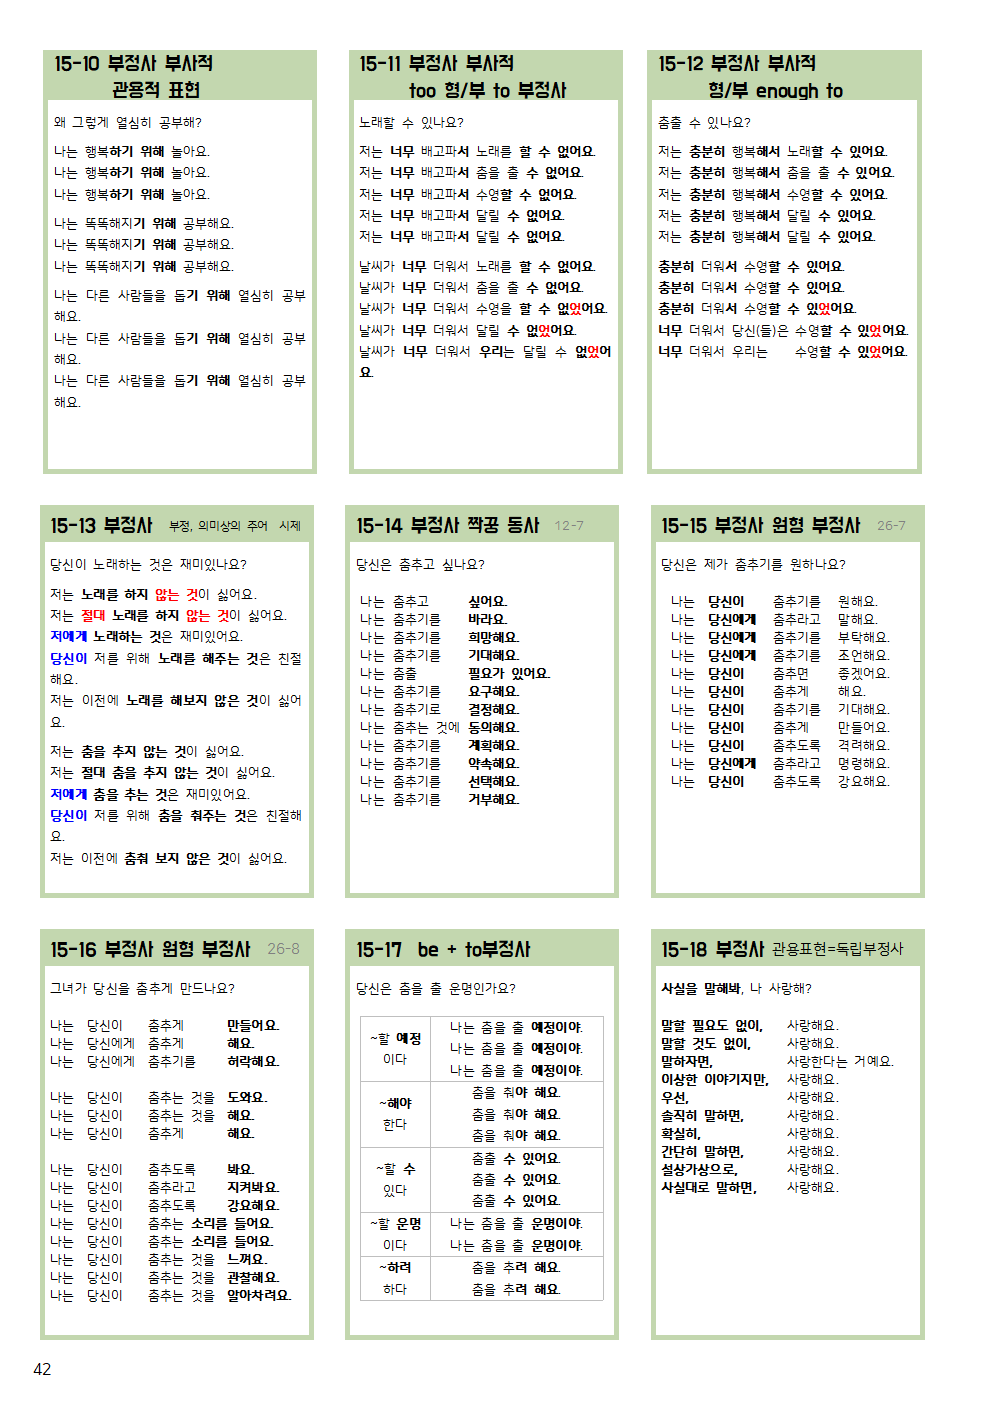 15-10 부정사 부사적
관용적 표현
왜 그렇게 열심히 공부해?
나는 행복하기 위해 놀아요.
나는 행복하기 위해 놀아요.
나는 행복하기 위해 놀아요.
나는 똑똑해지기 위해 공부해요.
나는 똑똑해지기 위해 공부해요.
나는 똑똑해지기 위해 공부해요.
나는 다른 사람들을 돕기 위해 열심히 공부
해요.
나는 다른 사람들을 돕기 위해 열심히 공부
해요.
나는 다른 사람들을 돕기 위해 열심히 공부
해요.
15-11 부정사 부사적
too 형/부 to 부정사
노래할 수 있나요?
저는 너무 배고파서 노래를 할 수 없어요.
저는 너무 배고파서 춤을 출 수 없어요.
저는 너무 배고파서 수영할 수 없어요.
저는 너무 배고파서 달릴 수 없어요.
저는 너무 배고파서 달릴 수 없어요.
날씨가 너무 더워서 노래를 할 수 없어요.
날씨가 너무 더워서 춤을 출 수 없어요.
날씨가 너무 더워서 수영을 할 수 없었어요.
날씨가 너무 더워서 달릴 수 없었어요.
날씨가 너무 더워서 우리는 달릴 수 없었어
요.
15-12 부정사 부사적
형/부 enough to
춤출 수 있나요?
저는 충분히 행복해서 노래할 수 있어요.
저는 충분히 행복해서 춤을 출 수 있어요.
저는 충분히 행복해서 수영할 수 있어요.
저는 충분히 행복해서 달릴 수 있어요.
저는 충분히 행복해서 달릴 수 있어요.
충분히 더워서 수영할 수 있어요.
충분히 더워서 수영할 수 있어요.
충분히 더워서 수영할 수 있었어요.
너무 더워서 당신(들)은 수영할 수 있었어요.
너무 더워서 우리는 수영할 수 있었어요.
15-13 부정사 부정, 의미상의 주어 시제
당신이 노래하는 것은 재미있나요?
저는 노래를 하지 않는 것이 싫어요.
저는 절대 노래를 하지 않는 것이 싫어요.
저에게 노래하는 것은 재미있어요.
당신이 저를 위해 노래를 해주는 것은 친절
해요.
저는 이전에 노래를 해보지 않은 것이 싫어
요.
저는 춤을 추지 않는 것이 싫어요.
저는 절대 춤을 추지 않는 것이 싫어요.
저에게 춤을 추는 것은 재미있어요.
당신이 저를 위해 춤을 춰주는 것은 친절해
요.
저는 이전에 춤춰 보지 않은 것이 싫어요.
15-14 부정사 짝꿍 동사 12-7
당신은 춤추고 싶나요?
나는 춤추고 싶어요.
나는 춤추기를 바라요.
나는 춤추기를 희망해요.
나는 춤추기를 기대해요.
나는 춤출 필요가 있어요.
나는 춤추기를 요구해요.
나는 춤추기로 결정해요.
나는 춤추는 것에 동의해요.
나는 춤추기를 계획해요.
나는 춤추기를 약속해요.
나는 춤추기를 선택해요.
나는 춤추기를 거부해요.
15-15 부정사 원형 부정사 26-7
당신은 제가 춤추기를 원하나요?
나는 당신이 춤추기를 원해요.
나는 당신에게 춤추라고 말해요.
나는 당신에게 춤추기를 부탁해요.
나는 당신에게 춤추기를 조언해요.
나는 당신이 춤추면 좋겠어요.
나는 당신이 춤추게 해요.
나는 당신이 춤추기를 기대해요.
나는 당신이 춤추게 만들어요.
나는 당신이 춤추도록 격려해요.
나는 당신에게 춤추라고 명령해요.
나는 당신이 춤추도록 강요해요.
15-16 부정사 원형 부정사 26-8
그녀가 당신을 춤추게 만드나요?
나는 당신이 춤추게 만들어요.
나는 당신에게 춤추게 해요.
나는 당신에게 춤추기를 허락해요.
나는 당신이 춤추는 것을 도와요.
나는 당신이 춤추는 것을 해요.
나는 당신이 춤추게 해요.
나는 당신이 춤추도록 봐요.
나는 당신이 춤추라고 지켜봐요.
나는 당신이 춤추도록 강요해요.
나는 당신이 춤추는 소리를 들어요.
나는 당신이 춤추는 소리를 들어요.
나는 당신이 춤추는 것을 느껴요.
나는 당신이 춤추는 것을 관찰해요.
나는 당신이 춤추는 것을 알아차려요.
15-17 be + to부정사
당신은 춤을 출 운명인가요?
~할 예정
이다
나는 춤을 출 예정이야.
나는 춤을 출 예정이야.
나는 춤을 출 예정이야.
~해야
한다
춤을 춰야 해요.
춤을 춰야 해요.
춤을 춰야 해요.
~할 수
있다
춤출 수 있어요.
춤출 수 있어요.
춤출 수 있어요.
~할 운명
이다
나는 춤을 출 운명이야.
나는 춤을 출 운명이야.
~하려
하다
춤을 추려 해요.
춤을 추려 해요.
15-18 부정사 관용표현=독립부정사
사실을 말해봐, 나 사랑해?
말할 필요도 없이, 사랑해요.
말할 것도 없이, 사랑해요.
말하자면, 사랑한다는 거예요.
이상한 이야기지만, 사랑해요.
우선, 사랑해요.
솔직히 말하면, 사랑해요.
확실히, 사랑해요.
간단히 말하면, 사랑해요.
설상가상으로, 사랑해요.
사실대로 말하면, 사랑해요.
42